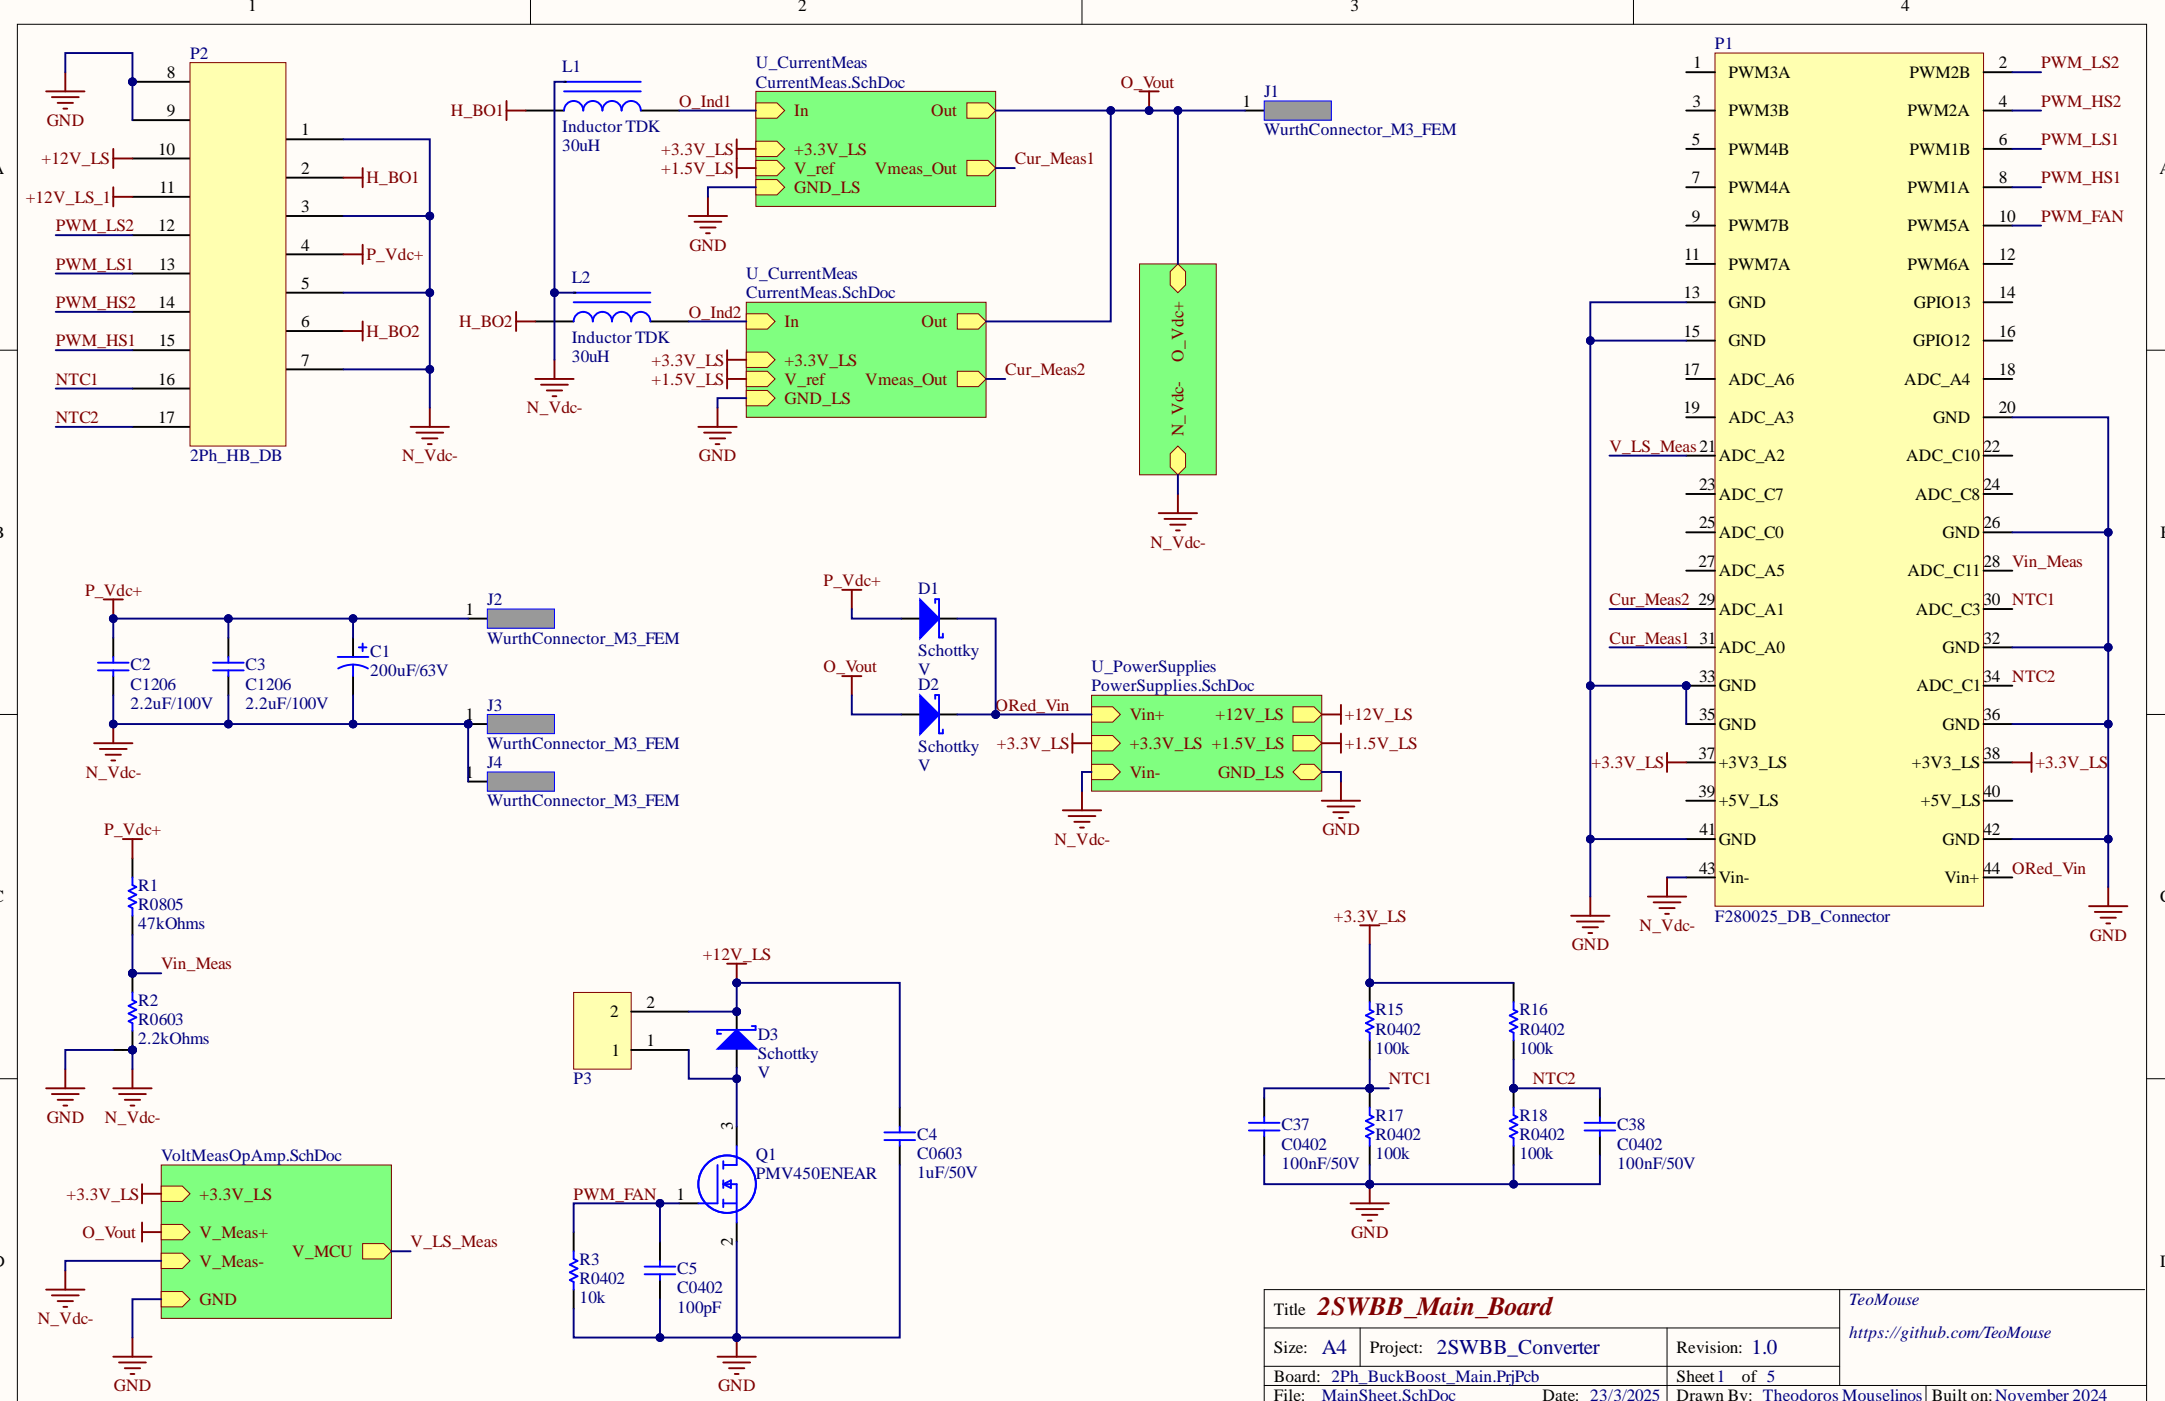 1 2 3 4
P2
8
GND
9
+12V_LS 10
+12V_LS_1 11
PWM_LS2 12
PWM_LS1 13
PWM_HS2 14
PWM_HS1 15
NTC1 16
NTC2 17
1
2 H_BO1
3
4 P_Vdc+
5
6 H_BO2
7
N_Vdc-
2Ph_HB_DB
L1
H_BO1
O_Ind1
Inductor TDK
30uH
U_CurrentMeas
CurrentMeas.SchDoc
In Out
+3.3V_LS +3.3V_LS
+1.5V_LS V_ref Vmeas_Out Cur_Meas1
GND_LS
GND
O_Vout
1 J1
WurthConnector_M3_FEM
L2
H_BO2
O_Ind2
Inductor TDK
30uH
N_Vdc-
U_CurrentMeas
CurrentMeas.SchDoc
In Out
+3.3V_LS +3.3V_LS
+1.5V_LS V_ref Vmeas_Out Cur_Meas2
GND_LS
GND
O_Vdc+
N_Vdc-
N_Vdc-
P1
1 PWM3A PWM2B 2 PWM_LS2
3 PWM3B PWM2A 4 PWM_HS2
5 PWM4B PWM1B 6 PWM_LS1
7 PWM4A PWM1A 8 PWM_HS1
9 PWM7B PWM5A 10 PWM_FAN
11 PWM7A PWM6A 12
13 GND GPIO13 14
15 GND GPIO12 16
17 ADC_A6 ADC_A4 18
19 ADC_A3 GND 20
V_LS_Meas 21 ADC_A2 ADC_C10 22
23 ADC_C7 ADC_C8 24
25 ADC_C0 GND 26
27 ADC_A5 ADC_C11 28 Vin_Meas
Cur_Meas2 29 ADC_A1 ADC_C3 30 NTC1
Cur_Meas1 31 ADC_A0 GND 32
33 GND ADC_C1 34 NTC2
35 GND GND 36
+3.3V_LS 37 +3V3_LS +3V3_LS 38 +3.3V_LS
39 +5V_LS +5V_LS 40
41 GND GND 42
43 Vin- Vin+ 44 ORed_Vin
F280025_DB_Connector
GND
N_Vdc-
GND
P_Vdc+
C2
C1206
2.2uF/100V
C3
C1206
2.2uF/100V
+ C1
200uF/63V
N_Vdc-
1 J2
WurthConnector_M3_FEM
1 J3
WurthConnector_M3_FEM
1 J4
WurthConnector_M3_FEM
P_Vdc+
D1
Schottky
V
O_Vout
D2
Schottky
V
ORed_Vin
U_PowerSupplies
PowerSupplies.SchDoc
Vin+ +12V_LS +12V_LS
+3.3V_LS +3.3V_LS +1.5V_LS +1.5V_LS
Vin- GND_LS
N_Vdc-
GND
P_Vdc+
R1
R0805
47kOhms
Vin_Meas
R2
R0603
2.2kOhms
GND N_Vdc-
+12V_LS
2 2
1 1
P3
D3
Schottky
V
3
Q1
PMV450ENEAR
PWM_FAN 1
2
C4
C0603
1uF/50V
R3
R0402
10k
C5
C0402
100pF
GND
+3.3V_LS
R15
R0402
100k
R16
R0402
100k
NTC1
NTC2
C37
C0402
100nF/50V
R17
R0402
100k
R18
R0402
100k
C38
C0402
100nF/50V
GND
VoltMeasOpAmp.SchDoc
+3.3V_LS +3.3V_LS
O_Vout V_Meas+
V_MCU V_LS_Meas
V_Meas-
N_Vdc-
GND
GND
Title 2SWBB_Main_Board
TeoMouse
https://github.com/TeoMouse
Size: A4 Project: 2SWBB_Converter Revision: 1.0
Board: 2Ph_BuckBoost_Main.PrjPcb Sheet 1 of 5
File: MainSheet.SchDoc Date: 23/3/2025 Drawn By: Theodoros Mouselinos Built on: November 2024